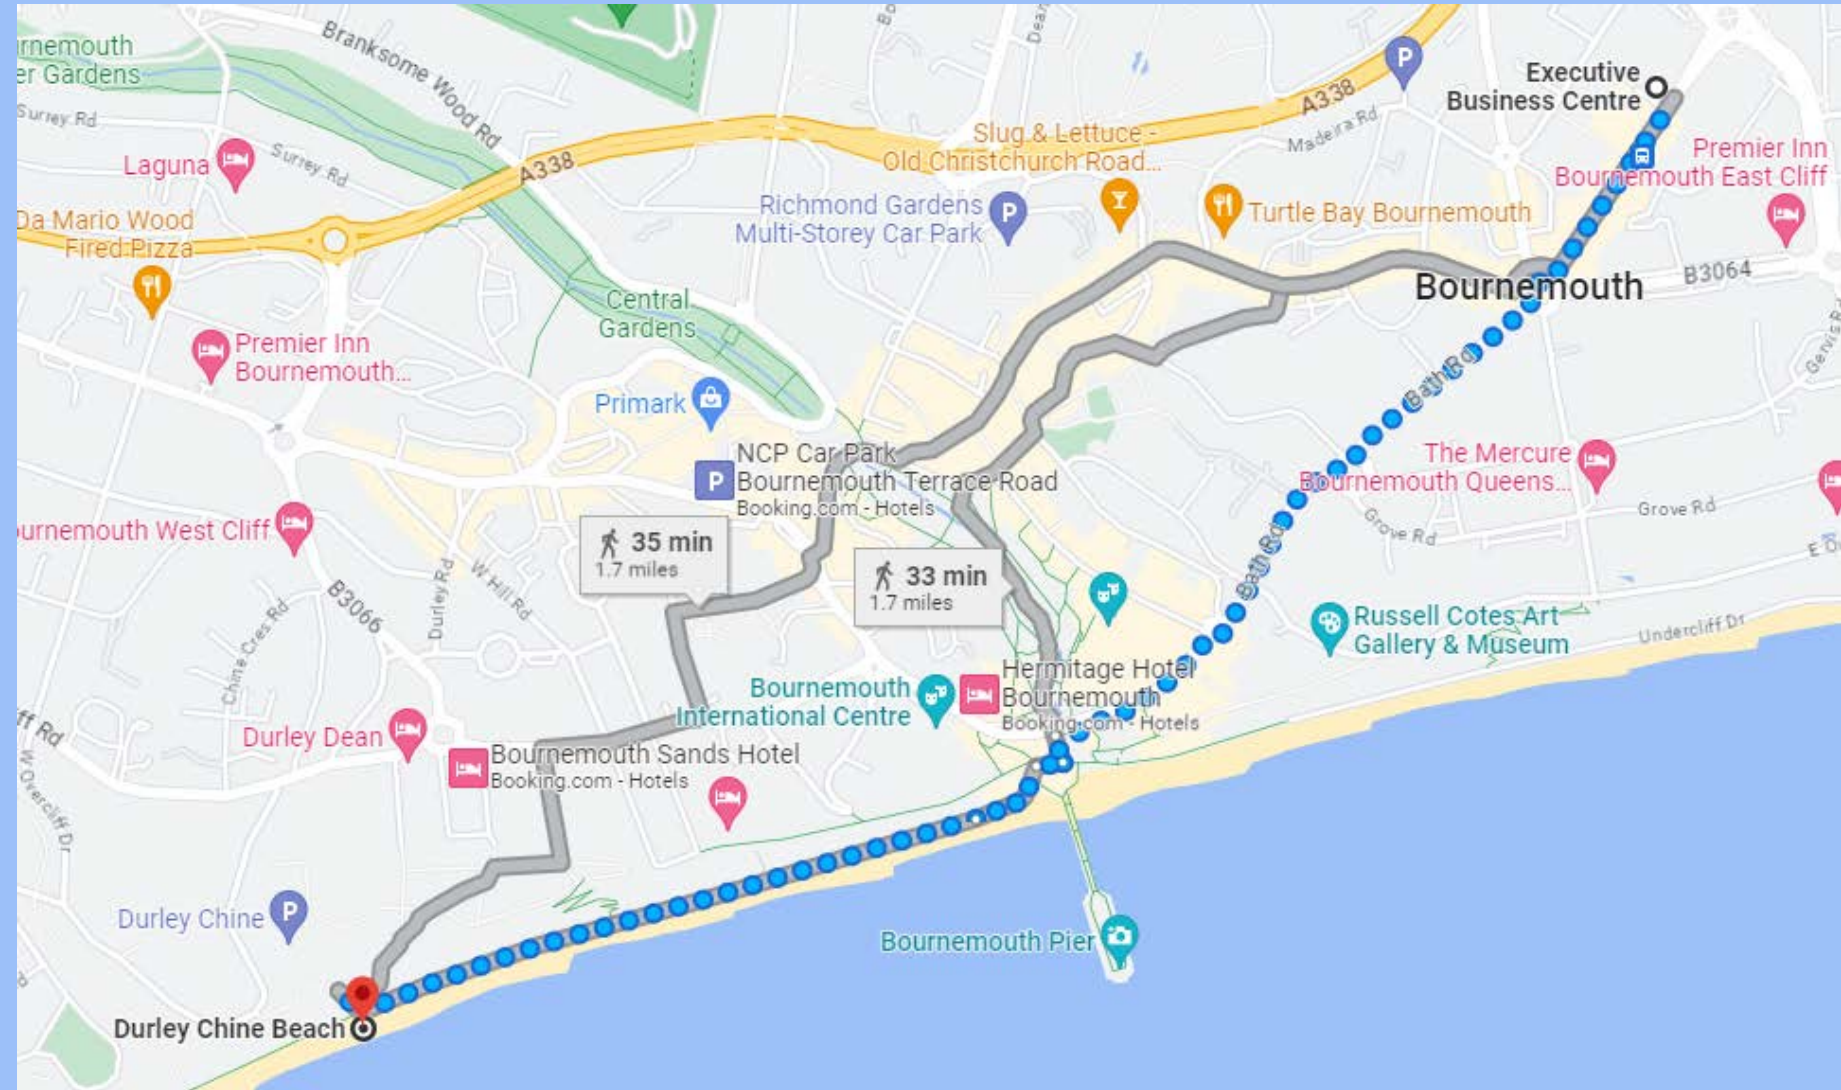 rnemouth
er Gardens
Branksome Wood Rd
Surrey Rd
Laguna
Surrey Rd
A338
Da Mario Wood
Fired Pizza
Premier Inn
Bournemouth...
Central
Gardens
Primark
Slug & Lettuce -
Old Christchurch Road...
Richmond Gardens
Multi-Storey Car Park
P
Turtle Bay Bournemouth
A338
Madeira Rd
P
Executive
Business Centre
Premier Inn
Bournemouth East Cliff
Bournemouth
B3064
Bath Rd
NCP Car Park
Bournemouth Terrace Road
Booking.com - Hotels
P
The Mercure
Bournemouth Queens...
Grove Rd
Grove Rd
ournemouth West Cliff
35 min
1.7 miles
33 min
1.7 miles
Bath Rd
B3066
Durley Rd
W Hill Rd
Chine Cres Rd
Russell Cotes Art
Gallery & Museum
Undercliff Dr
Bournemouth
International Centre
Hermitage Hotel
Bournemouth
Booking.com - Hotels
ff Rd
Durley Dean
Bournemouth Sands Hotel
Booking.com - Hotels
W Overcliff Dr
Durley Chine
P
Bournemouth Pier
Durley Chine Beach